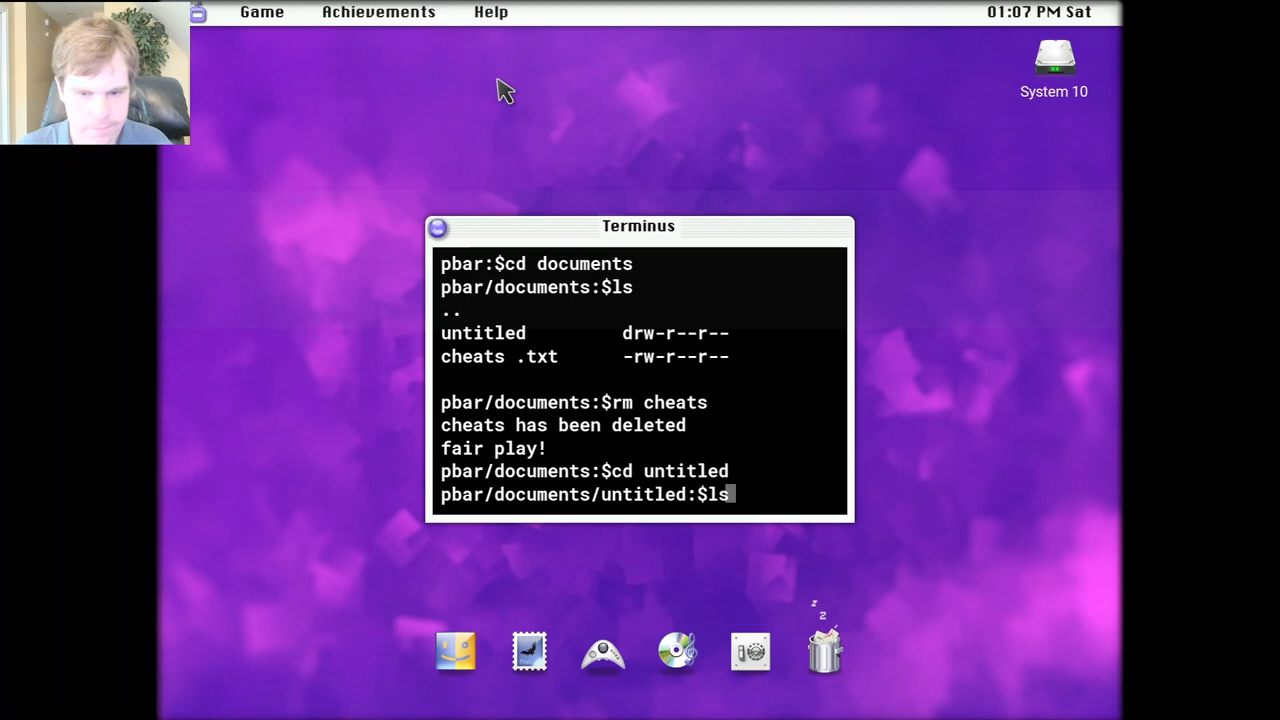 Game Achievements Help 01:07 PM Sat
System 10
Terminus
pbar:$cd documents
pbar/documents:$ls
..
untitled drw-r--r--
cheats .txt -rw-r--r--
pbar/documents:$rm cheats
cheats has been deleted
fair play!
pbar/documents:$cd untitled
pbar/documents/untitled:$ls
z
z